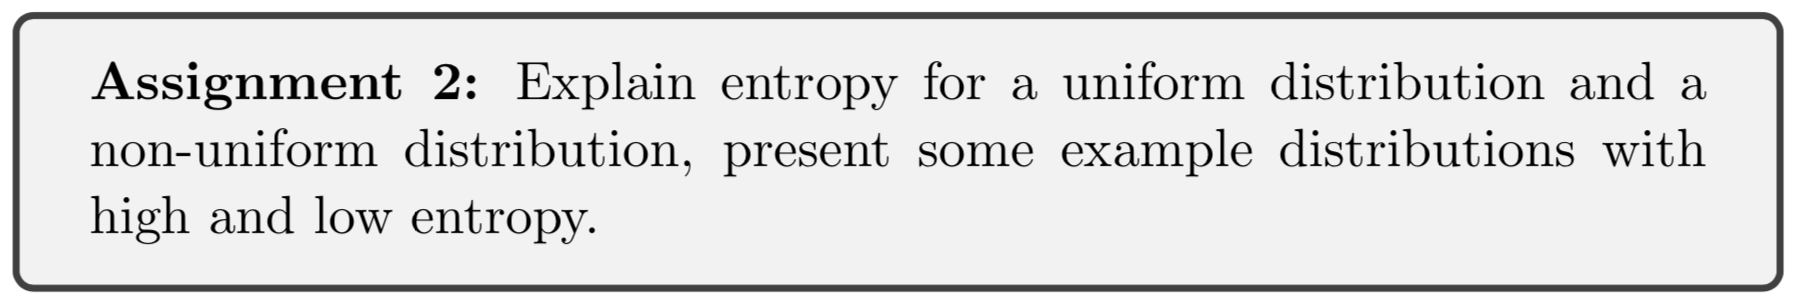 Assignment 2: Explain entropy for a uniform distribution and a
non-uniform distribution, present some example distributions with
high and low entropy.